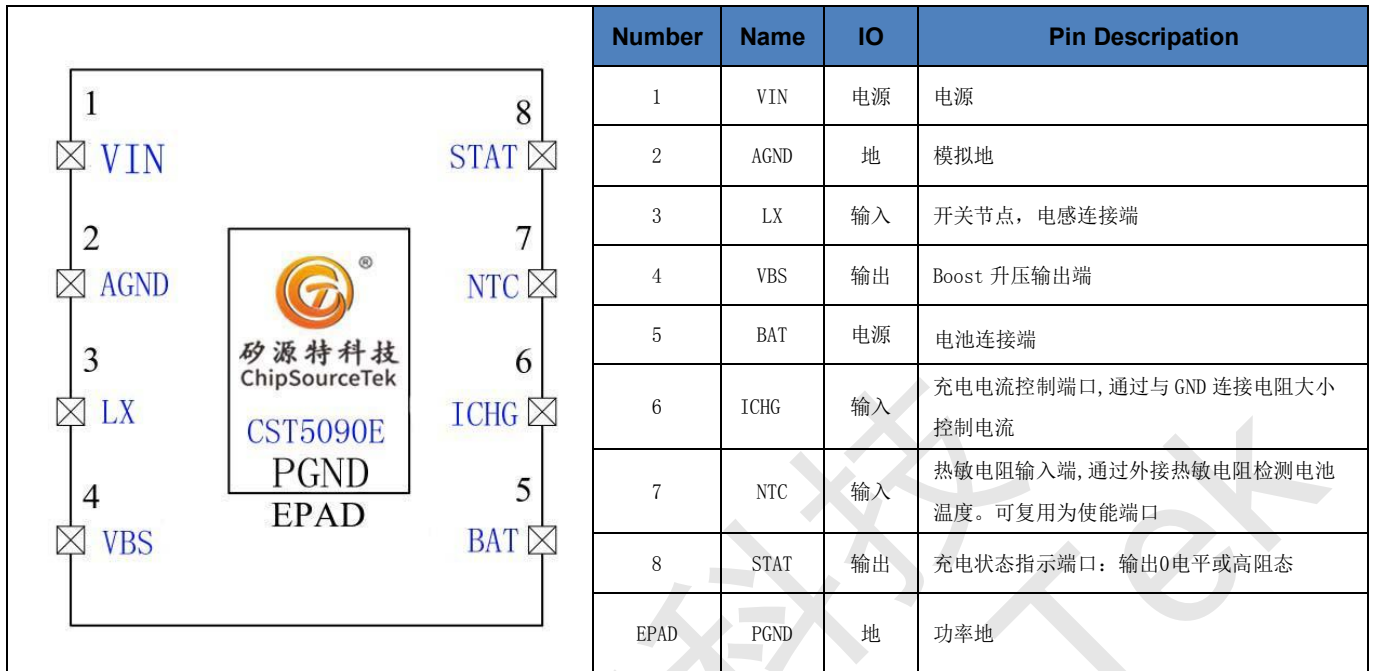 1
VIN
2
AGND
3
LX
4
VBS
8
STAT
7
NTC
6
ICHG
5
BAT
®
矽源特科技
ChipSourceTek
CST5090E
PGND
EPAD
Number Name IO Pin Descripation
1 VIN 电源 电源
2 AGND 地 模拟地
3 LX 输入 开关节点，电感连接端
4 VBS 输出 Boost 升压输出端
5 BAT 电源 电池连接端
6 ICHG 输入 充电电流控制端口,通过与 GND 连接电阻大小
控制电流
7 NTC 输入 热敏电阻输入端,通过外接热敏电阻检测电池
温度。可复用为使能端口
8 STAT 输出 充电状态指示端口：输出0电平或高阻态
EPAD PGND 地 功率地
科技
Tek